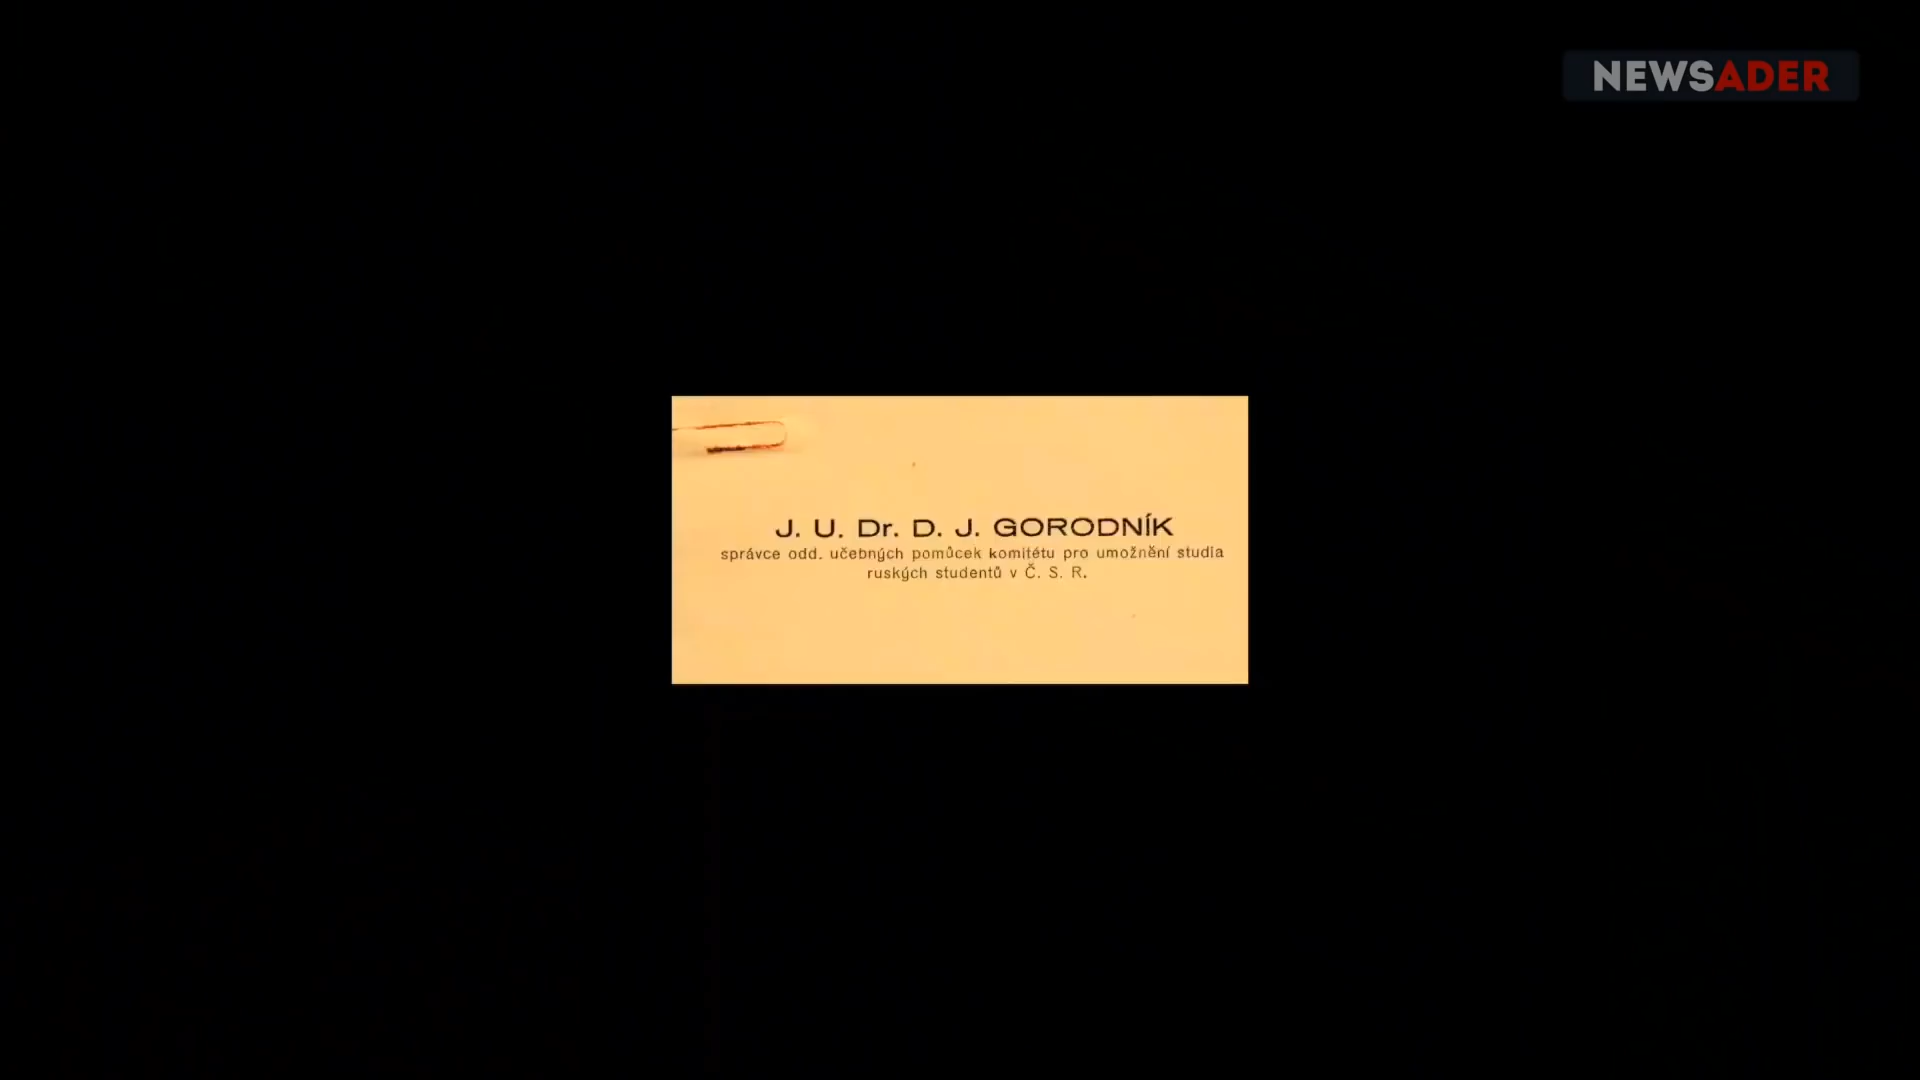 NEWSADER
J. U. Dr. D. J. GORODNÍK
správce odd. učebných pomůcek komitétu pro umožnění studia
ruských studentů v Č. S. R.